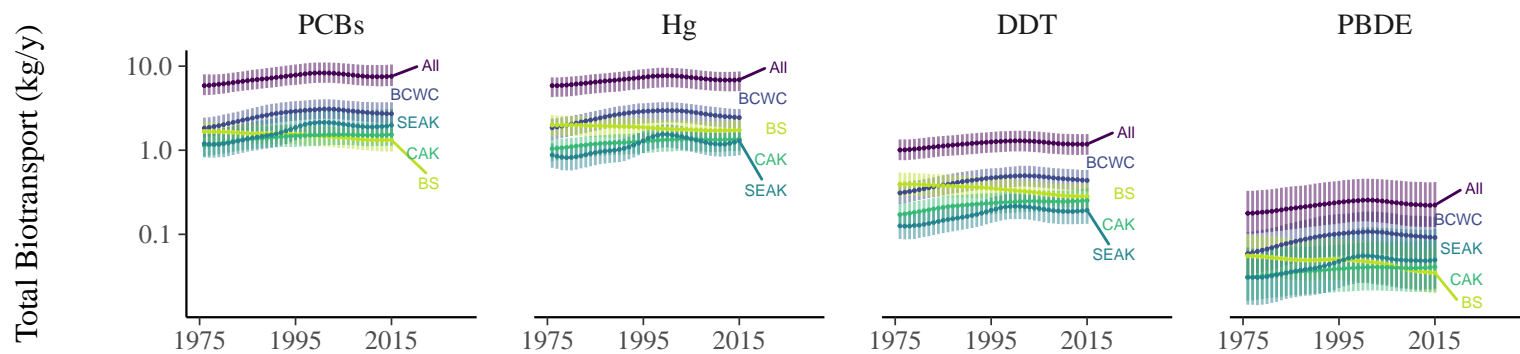 PCBs
Hg
DDT
PBDE
Total Biotransport (kg/y)
10.0
1.0
0.1
All
BCWC
SEAK
CAK
BS
All
BCWC
BS
CAK
SEAK
All
BCWC
BS
CAK
SEAK
All
BCWC
SEAK
CAK
BS
1975 1995 2015
1975 1995 2015
1975 1995 2015
1975 1995 2015